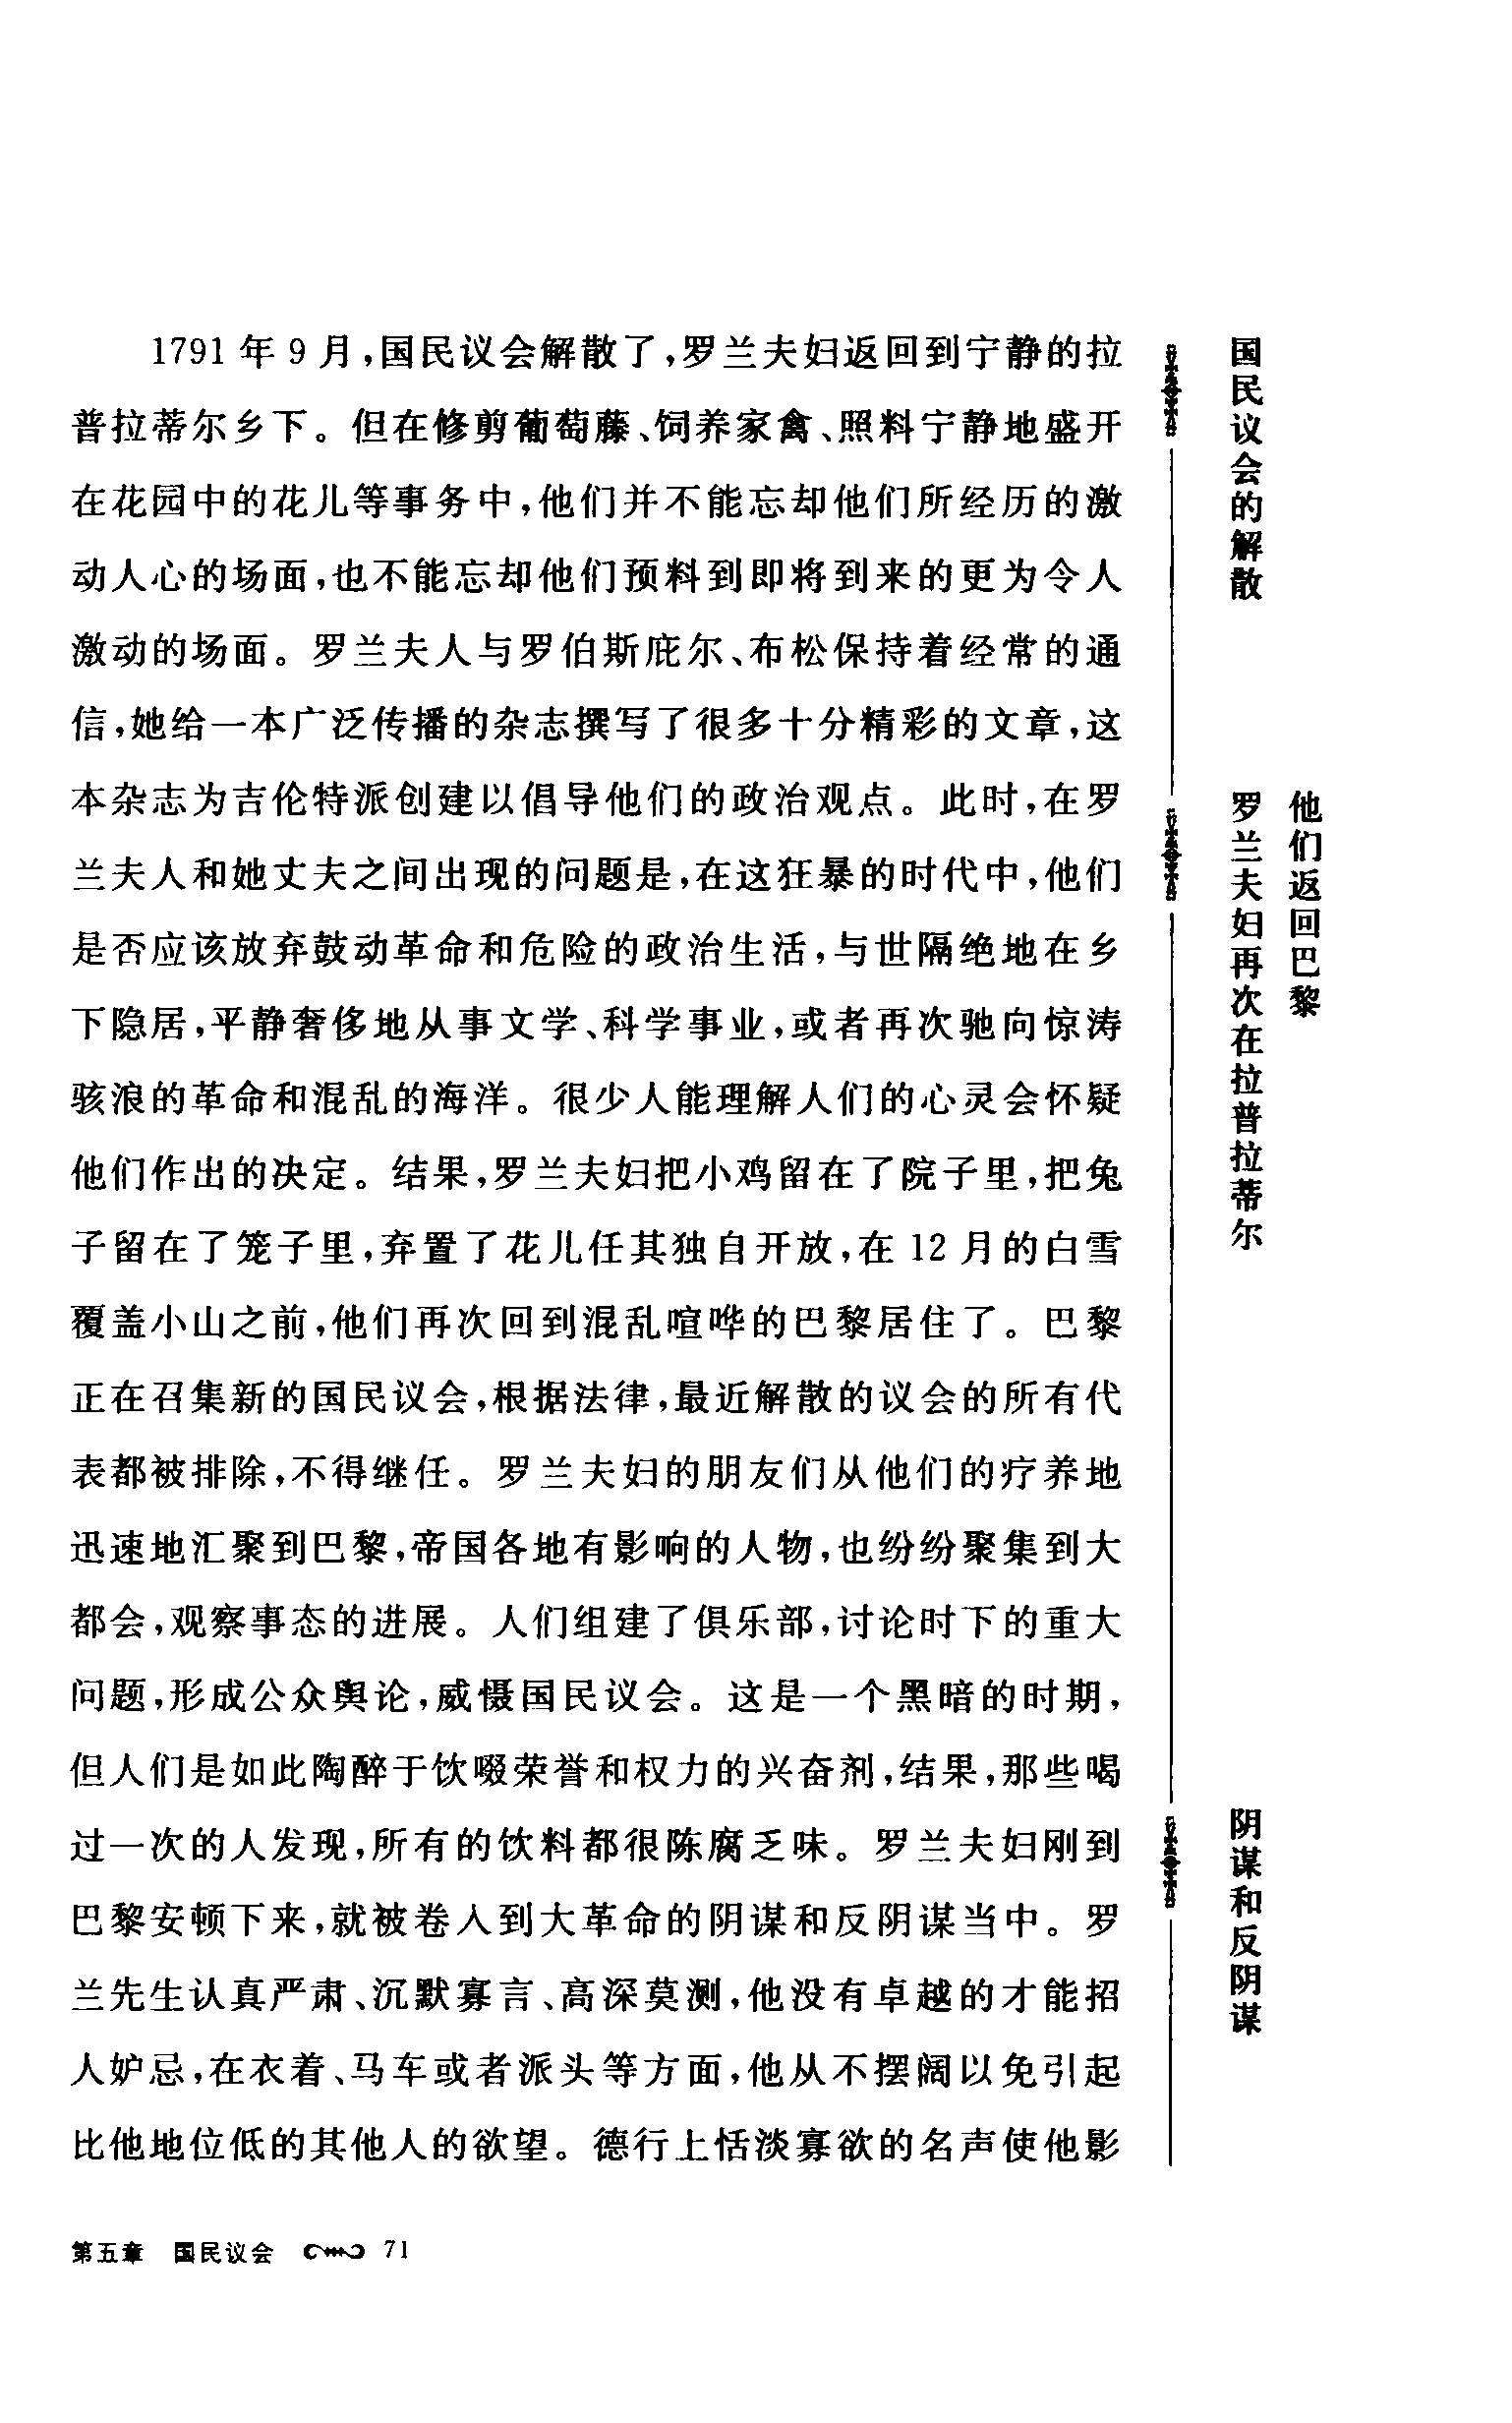 1791 年 9 月,国民议会解散了,罗兰夫妇返回到宁静的拉
普拉蒂尔乡下。但在修剪葡萄藤、饲养家禽、照料宁静地盛开
在花园中的花儿等事务中,他们并不能忘却他们所经历的激
动人心的场面,也不能忘却他们预料到即将到来的更为令人
激动的场面。罗兰夫人与罗伯斯庇尔、布松保持着经常的通
信,她给一本广泛传播的杂志撰写了很多十分精彩的文章,这
本杂志为吉伦特派创建以倡导他们的政治观点。此时,在罗
兰夫人和她丈夫之间出现的问题是,在这狂暴的时代中,他们
是否应该放弃鼓动革命和危险的政治生活,与世隔绝地在乡
下隐居,平静奢侈地从事文学、科学事业,或者再次驰向惊涛
骇浪的革命和混乱的海洋。很少人能理解人们的心灵会怀疑
他们作出的决定。结果,罗兰夫妇把小鸡留在了院子里,把兔
子留在了笼子里,弃置了花儿任其独自开放,在 12 月的白雪
覆盖小山之前,他们再次回到混乱喧哗的巴黎居住了。巴黎
正在召集新的国民议会,根据法律,最近解散的议会的所有代
表都被排除,不得继任。罗兰夫妇的朋友们从他们的疗养地
迅速地汇聚到巴黎,帝国各地有影响的人物,也纷纷聚集到大
都会,观察事态的进展。人们组建了俱乐部,讨论时下的重大
问题,形成公众舆论,威慑国民议会。这是一个黑暗的时期,
但人们是如此陶醉于饮啜荣誉和权力的兴奋剂,结果,那些喝
过一次的人发现,所有的饮料都很陈腐乏味。罗兰夫妇刚到
巴黎安顿下来,就被卷入到大革命的阴谋和反阴谋当中。罗
兰先生认真严肃、沉默寡言、高深莫测,他没有卓越的才能招
人妒忌,在衣着、马车或者派头等方面,他从不摆阔以免引起
比他地位低的其他人的欲望。德行上恬淡寡欲的名声使他影
国民议会的解散
罗兰夫妇再次在拉普拉蒂尔
他们返回巴黎
阴谋和反阴谋
第五章 国民议会 71